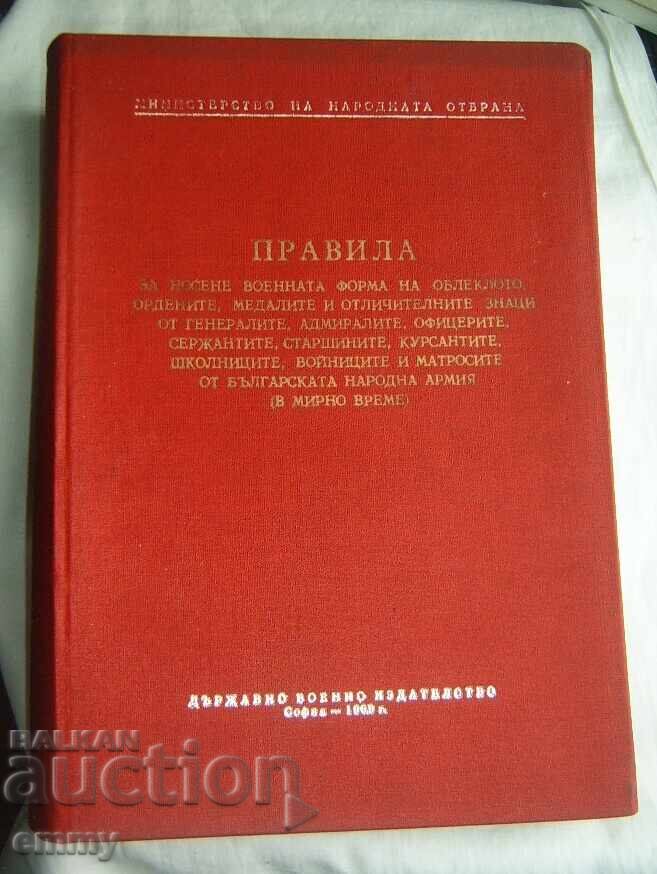 МИНИСТЕРСТВО НА НАРОДНАТА ОТБРАНА
ПРАВИЛА
ЗА НОСЕНЕ ВОЕННАТА ФОРМА НА ОБЛЕКЛОТО,
ОРДЕНИТЕ, МЕДАЛИТЕ И ОТЛИЧИТЕЛНИТЕ ЗНАЦИ
ОТ ГЕНЕРАЛИТЕ, АДМИРАЛИТЕ, ОФИЦЕРИТЕ,
СЕРЖАНТИТЕ, СТАРШИНИТЕ, КУРСАНТИТЕ,
ШКОЛНИЦИТЕ, ВОЙНИЦИТЕ И МАТРОСИТЕ
ОТ БЪЛГАРСКАТА НАРОДНА АРМИЯ
(В МИРНО ВРЕМЕ)
ДЪРЖАВНО ВОЕННО ИЗДАТЕЛСТВО
София — г.
BALKAN
auction
emmy